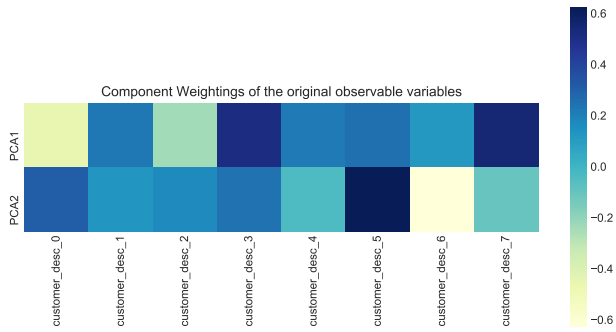 Component Weightings of the original observable variables
PCA1
PCA2
customer_desc_0
customer_desc_1
customer_desc_2
customer_desc_3
customer_desc_4
customer_desc_5
customer_desc_6
customer_desc_7
0.6
0.4
0.2
0.0
−0.2
−0.4
−0.6